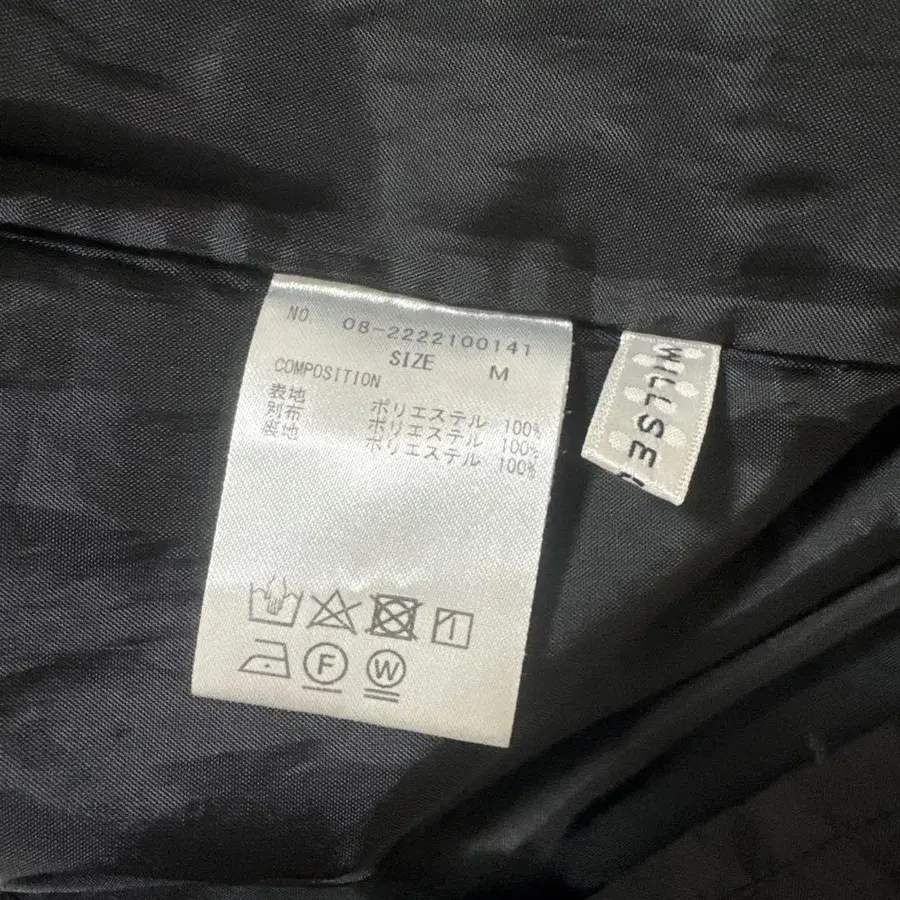 NO. 08-2222100141
SIZE M
COMPOSITION
表地 ポリエステル 100%
別布 ポリエステル 100%
裏地 ポリエステル 100%
F W
WILLSE